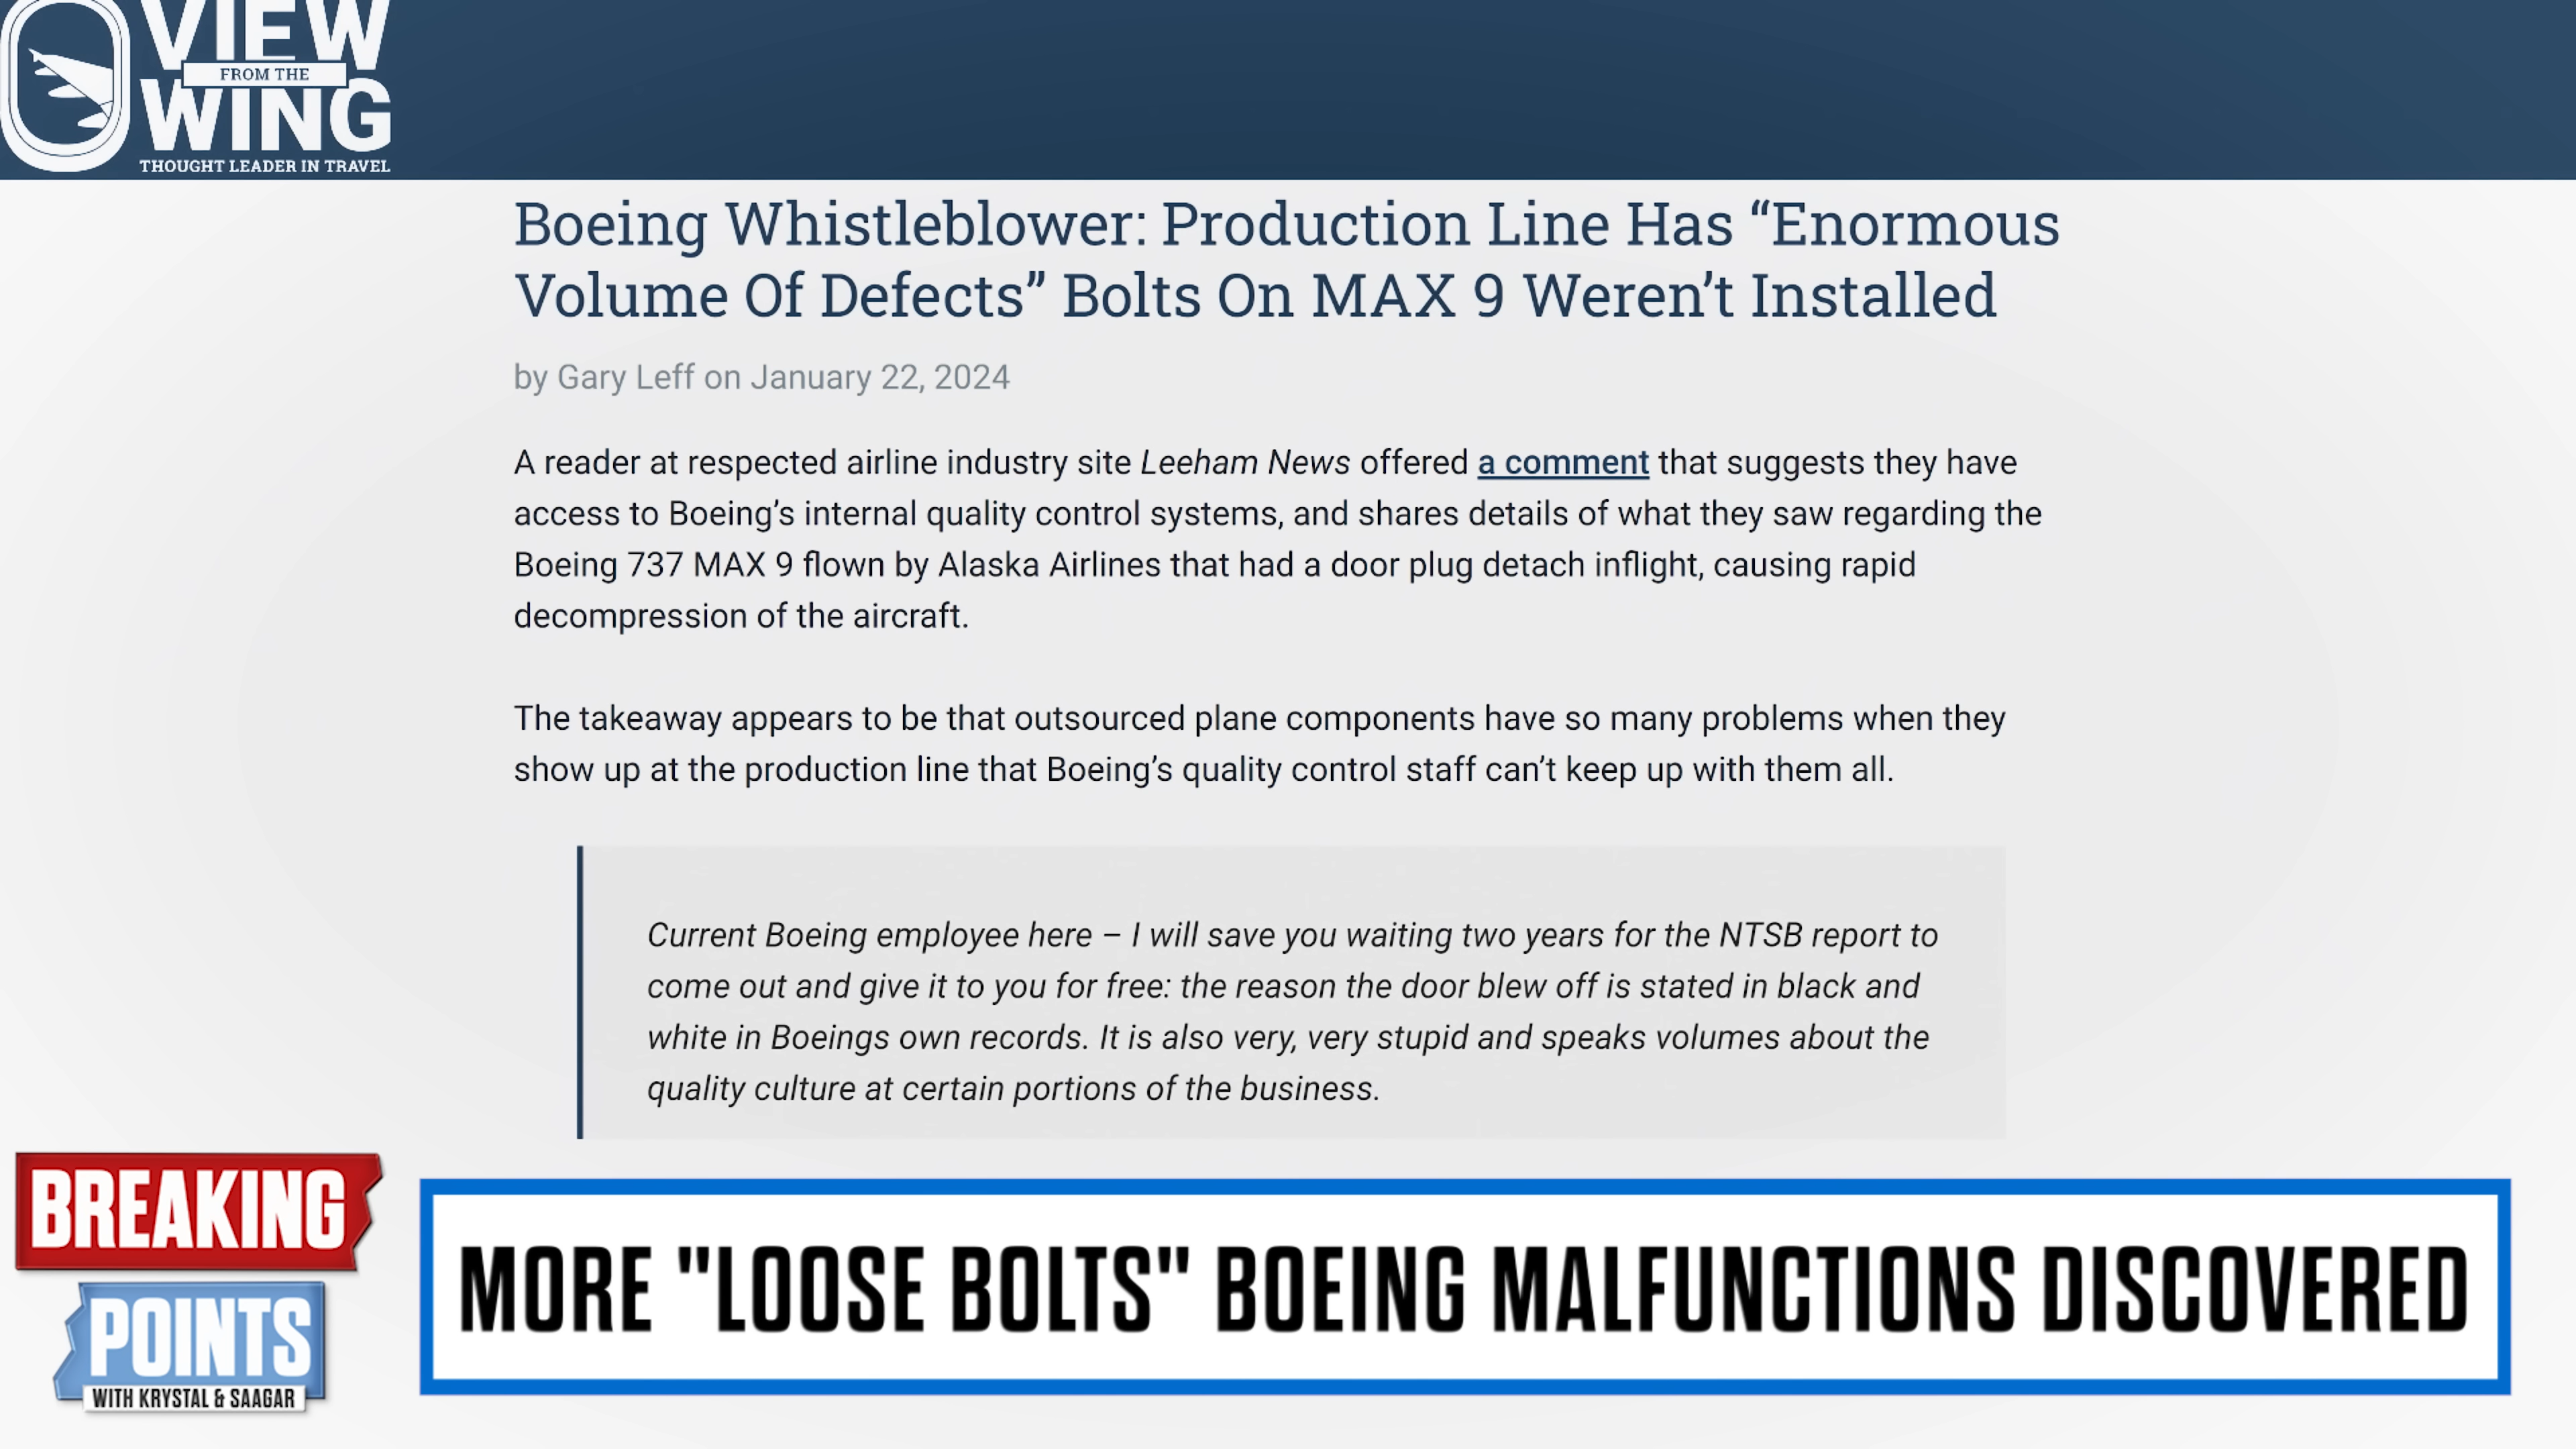 VIEW
FROM THE
WING
THOUGHT LEADER IN TRAVEL
Boeing Whistleblower: Production Line Has “Enormous
Volume Of Defects” Bolts On MAX 9 Weren’t Installed
by Gary Leff on January 22, 2024
A reader at respected airline industry site Leeham News offered a comment that suggests they have
access to Boeing’s internal quality control systems, and shares details of what they saw regarding the
Boeing 737 MAX 9 flown by Alaska Airlines that had a door plug detach inflight, causing rapid
decompression of the aircraft.
The takeaway appears to be that outsourced plane components have so many problems when they
show up at the production line that Boeing’s quality control staff can’t keep up with them all.
Current Boeing employee here – I will save you waiting two years for the NTSB report to
come out and give it to you for free: the reason the door blew off is stated in black and
white in Boeings own records. It is also very, very stupid and speaks volumes about the
quality culture at certain portions of the business.
BREAKING
POINTS
WITH KRYSTAL & SAAGAR
MORE "LOOSE BOLTS" BOEING MALFUNCTIONS DISCOVERED